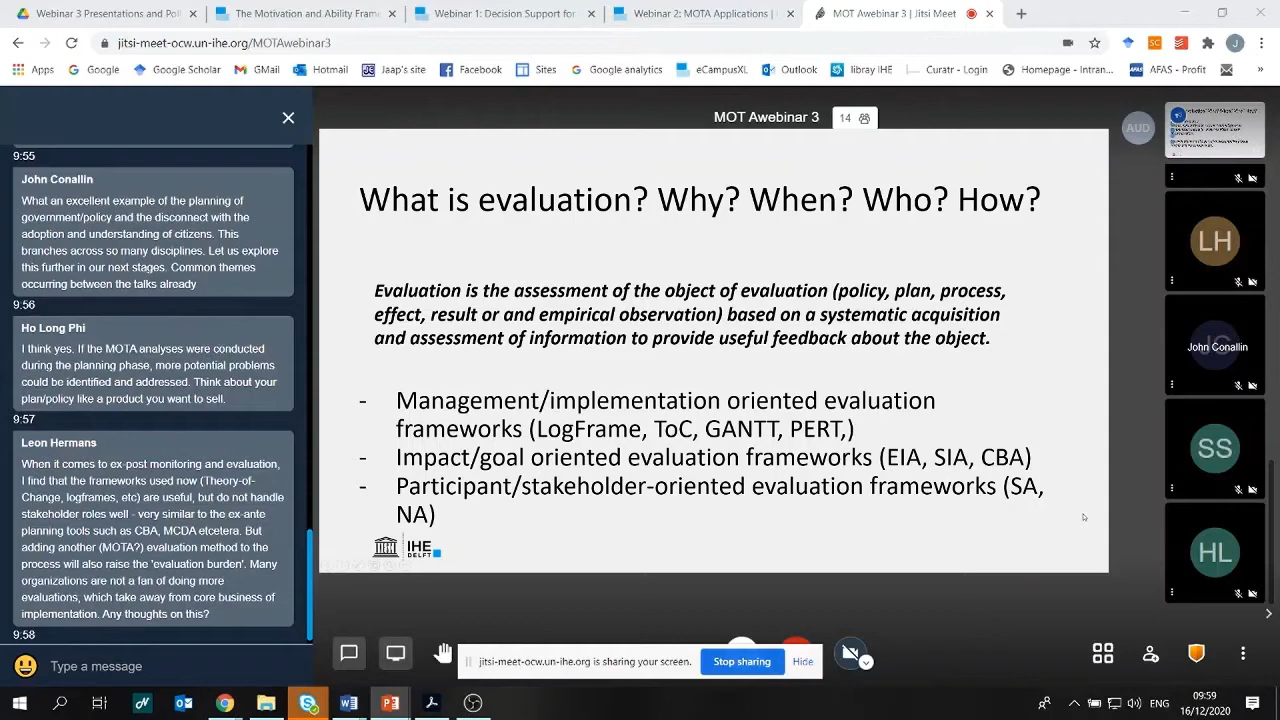 Webinar 3 Presentations and Poll
The Motivation and Ability Frame
Webinar 1: Decision Support for
Webinar 2: MOTA Applications |
MOT Awebinar 3 | Jitsi Meet
jitsi-meet-ocw.un-ihe.org/MOTAwebinar3
SC
J
Apps
Google
Google Scholar
GMail
Hotmail
Jaap's site
Facebook
Sites
Google analytics
eCampusXL
Outlook
libray IHE
Curatr - Login
Homepage - Intran...
AFAS - Profit
9:55
John Conallin
What an excellent example of the planning of
government/policy and the disconnect with the
adoption and understanding of citizens. This
branches across so many disciplines. Let us explore
this further in our next stages. Common themes
occurring between the talks already
9:56
Ho Long Phi
I think yes. If the MOTA analyses were conducted
during the planning phase, more potential problems
could be identified and addressed. Think about your
plan/policy like a product you want to sell.
9:57
Leon Hermans
When it comes to ex-post monitoring and evaluation,
I find that the frameworks used now (Theory-of-
Change, logframes, etc) are useful, but do not handle
stakeholder roles well - very similar to the ex-ante
planning tools such as CBA, MCDA etcetera. But
adding another (MOTA?) evaluation method to the
process will also raise the 'evaluation burden'. Many
organizations are not a fan of doing more
evaluations, which take away from core business of
implementation. Any thoughts on this?
9:58
Type a message
MOT Awebinar 3
14
What is evaluation? Why? When? Who? How?
Evaluation is the assessment of the object of evaluation (policy, plan, process,
effect, result or and empirical observation) based on a systematic acquisition
and assessment of information to provide useful feedback about the object.
- Management/implementation oriented evaluation
frameworks (LogFrame, ToC, GANTT, PERT,)
- Impact/goal oriented evaluation frameworks (EIA, SIA, CBA)
- Participant/stakeholder-oriented evaluation frameworks (SA,
NA)
IHE
DELFT
AUD
LH
John Conallin
SS
HL
jitsi-meet-ocw.un-ihe.org is sharing your screen.
Stop sharing
Hide
ENG
09:59
16/12/2020